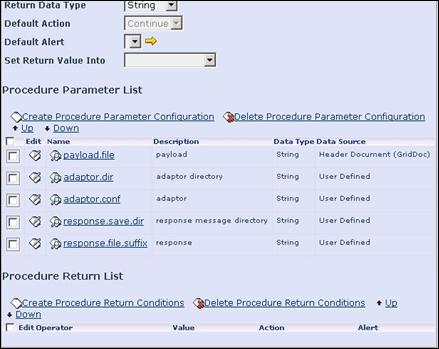 Return Data Type String
Default Action Continue
Default Alert
Set Return Value Into
Procedure Parameter List
Create Procedure Parameter Configuration Delete Procedure Parameter Configuration
Up Down
Edit Name Description Data Type Data Source
payload.file payload String Header Document (GridDoc)
adaptor.dir adaptor directory String User Defined
adaptor.conf adaptor String User Defined
response.save.dir response message directory String User Defined
response.file.suffix response String User Defined
Procedure Return List
Create Procedure Return Conditions Delete Procedure Return Conditions Up
Down
Edit Operator Value Action Alert